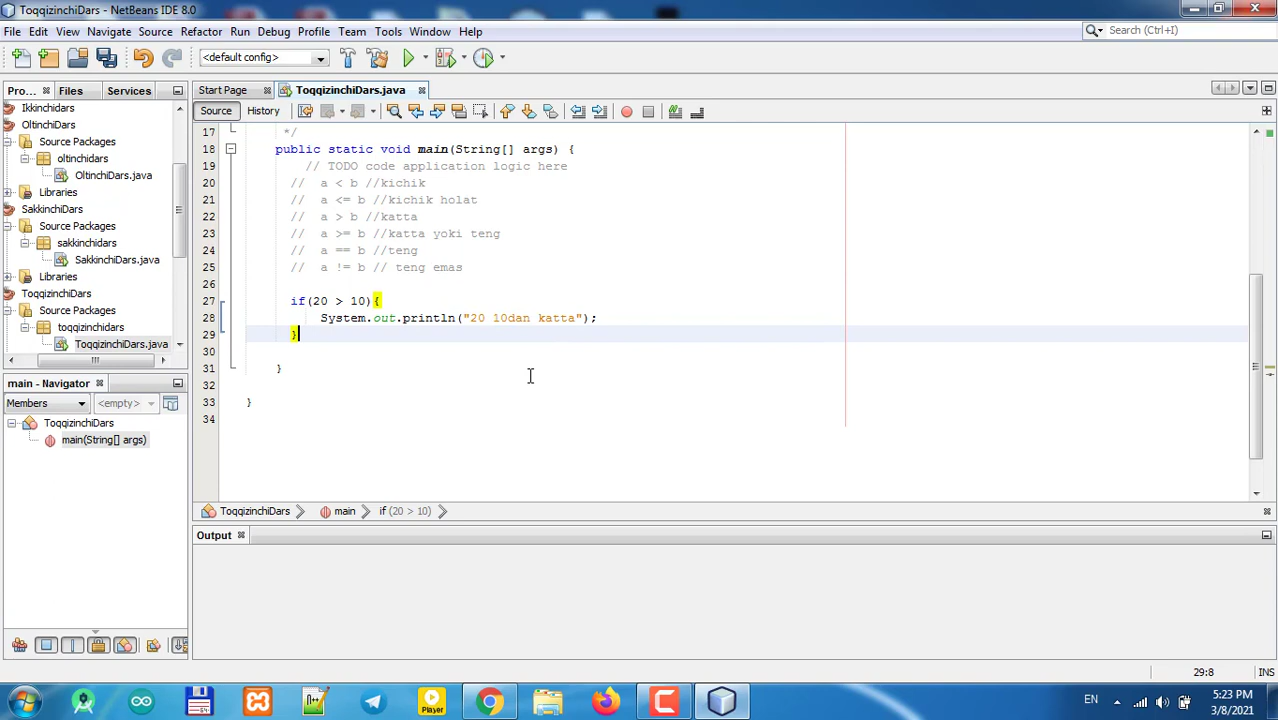 ToqqizinchiDars - NetBeans IDE 8.0
File Edit View Navigate Source Refactor Run Debug Profile Team Tools Window Help
Search (Ctrl+I)
<default config>
Pro... Files Services
Start Page ToqqizinchiDars.java
Source History
Ikkinchidars
OltinchiDars
Source Packages
oltinchidars
OltinchiDars.java
Libraries
SakkinchiDars
Source Packages
sakkinchidars
SakkinchiDars.java
Libraries
ToqqizinchiDars
Source Packages
toqqizinchidars
ToqqizinchiDars.java
17 */
18 public static void main(String[] args) {
19 // TODO code application logic here
20 // a < b //kichik
21 // a <= b //kichik holat
22 // a > b //katta
23 // a >= b //katta yoki teng
24 // a == b //teng
25 // a != b // teng emas
26
27 if(20 > 10){
28 System.out.println("20 10dan katta");
29 }
30
31 }
32
33 }
34
main - Navigator
Members <empty>
ToqqizinchiDars
main(String[] args)
ToqqizinchiDars main if (20 > 10)
Output
29:8 INS
Player
EN
5:23 PM
3/8/2021